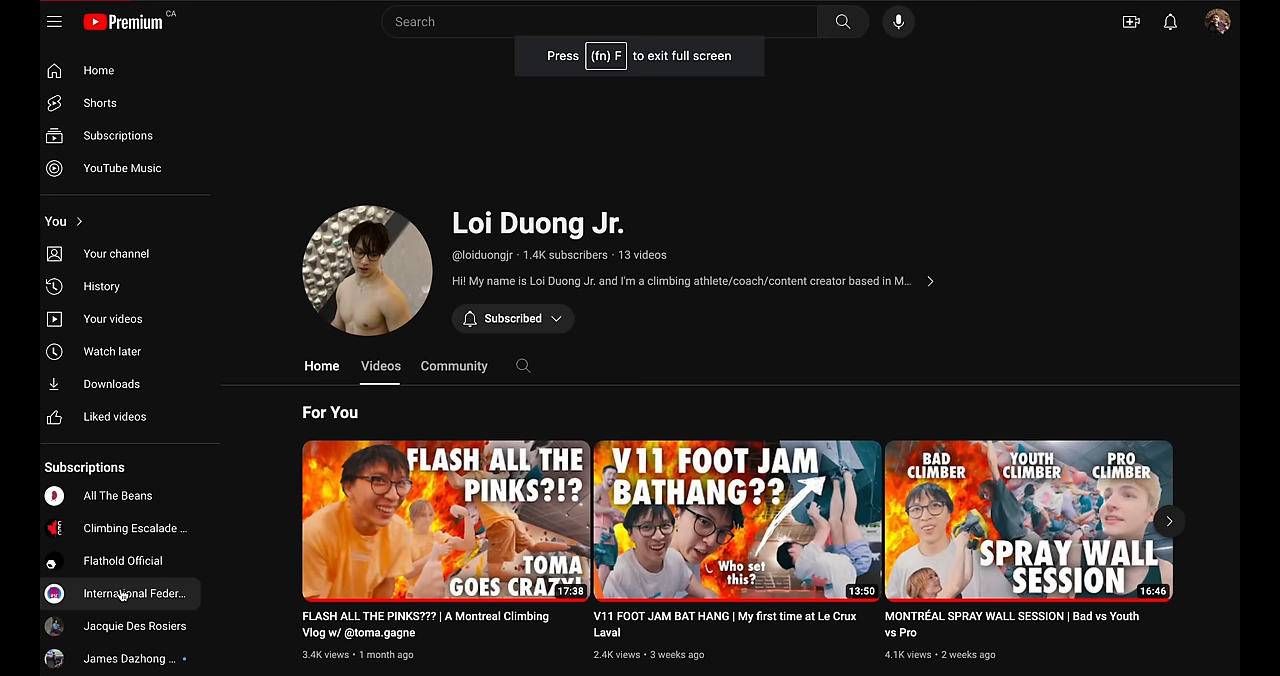 Premium CA
Search
Press (fn) F to exit full screen
Home
Shorts
Subscriptions
YouTube Music
You
Your channel
History
Your videos
Watch later
Downloads
Liked videos
Subscriptions
All The Beans
Climbing Escalade ...
Flathold Official
International Feder...
Jacquie Des Rosiers
James Dazhong ...
Loi Duong Jr.
@loiduongjr · 1.4K subscribers · 13 videos
Hi! My name is Loi Duong Jr. and I'm a climbing athlete/coach/content creator based in M...
Subscribed
Home Videos Community
For You
FLASH ALL THE
PINKS?!?
TOMA
GOES CRAZY!
17:38
FLASH ALL THE PINKS??? | A Montreal Climbing
Vlog w/ @toma.gagne
3.4K views • 1 month ago
V11 FOOT JAM
BATHANG??
Who set
this?
13:50
V11 FOOT JAM BAT HANG | My first time at Le Crux
Laval
2.4K views • 3 weeks ago
BAD
CLIMBER
YOUTH
CLIMBER
PRO
CLIMBER
SPRAY WALL
SESSION
16:46
MONTRÉAL SPRAY WALL SESSION | Bad vs Youth
vs Pro
4.1K views • 2 weeks ago